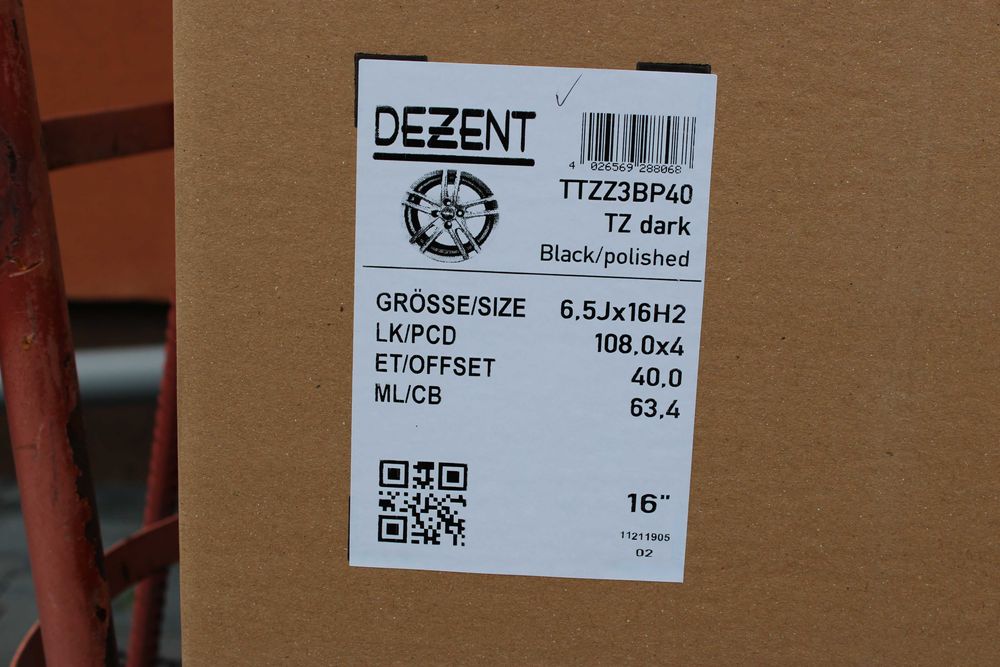 DEZENT
4 026569 288068
TTZZ3BP40
TZ dark
Black/polished
GRÖSSE/SIZE 6,5Jx16H2
LK/PCD 108,0x4
ET/OFFSET 40,0
ML/CB 63,4
16"
11211905
02